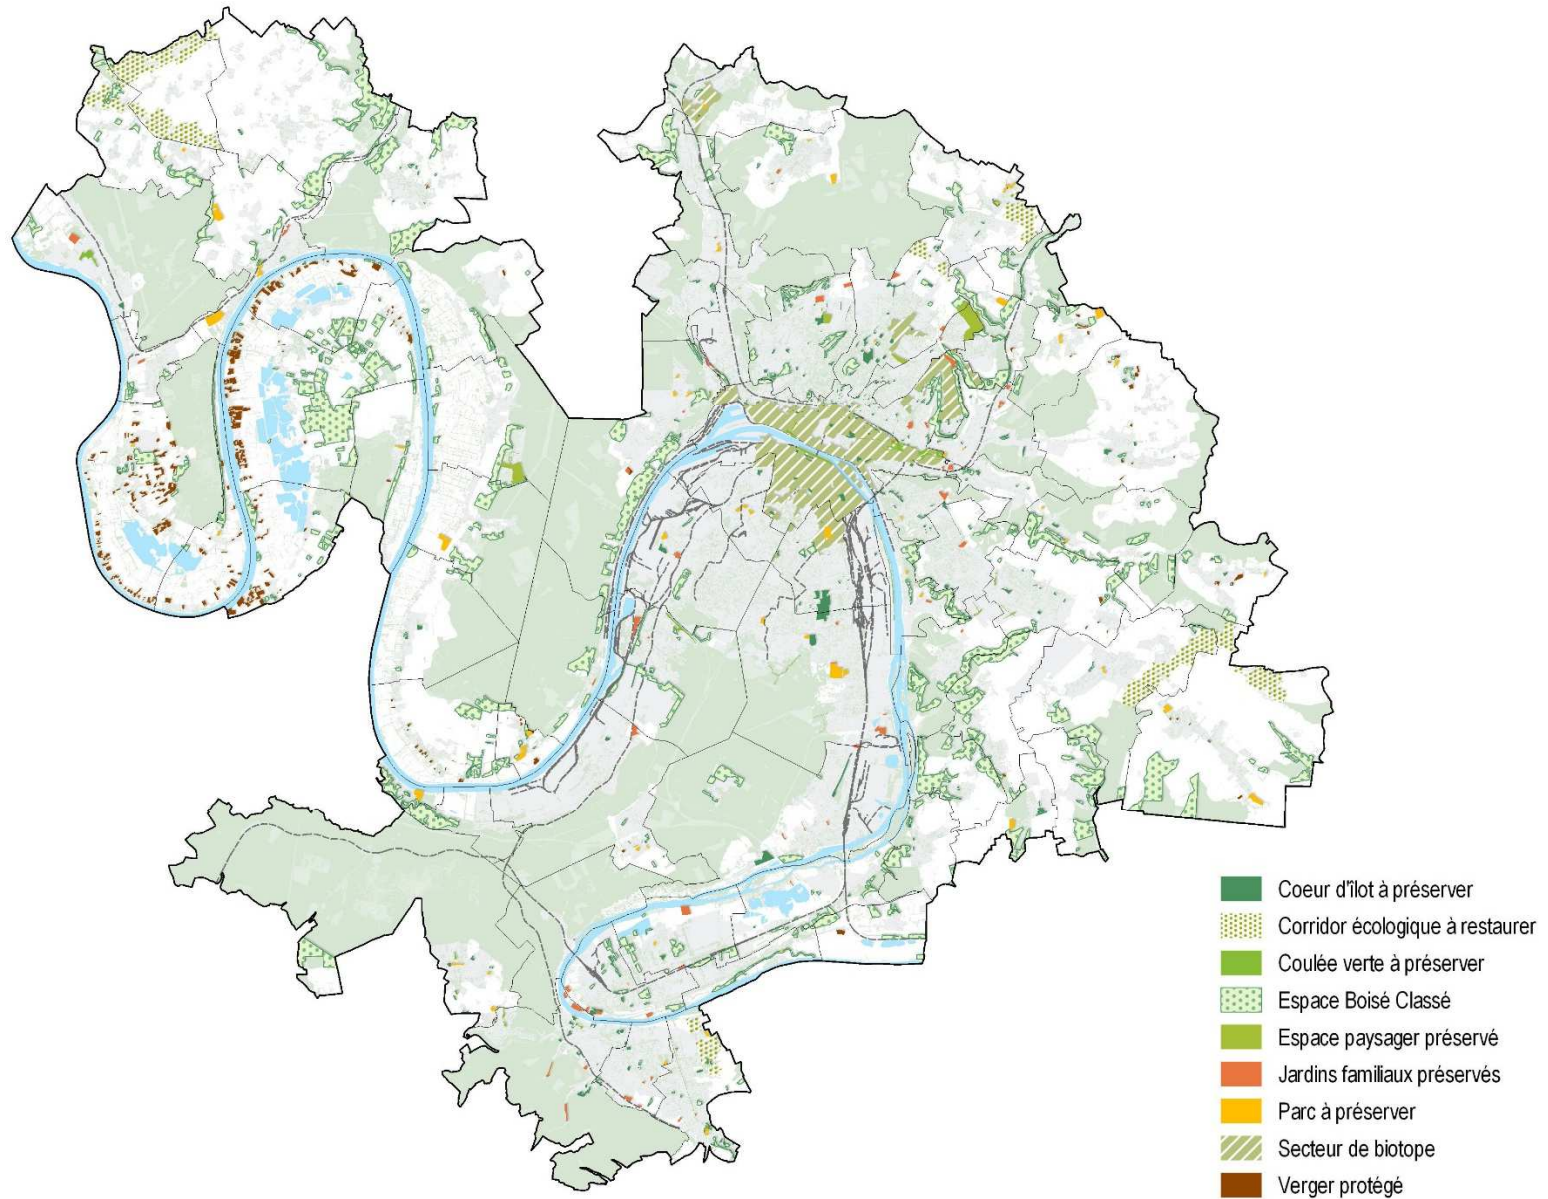 Coeur d'îlot à préserver
Corridor écologique à restaurer
Coulée verte à préserver
Espace Boisé Classé
Espace paysager préservé
Jardins familiaux préservés
Parc à préserver
Secteur de biotope
Verger protégé